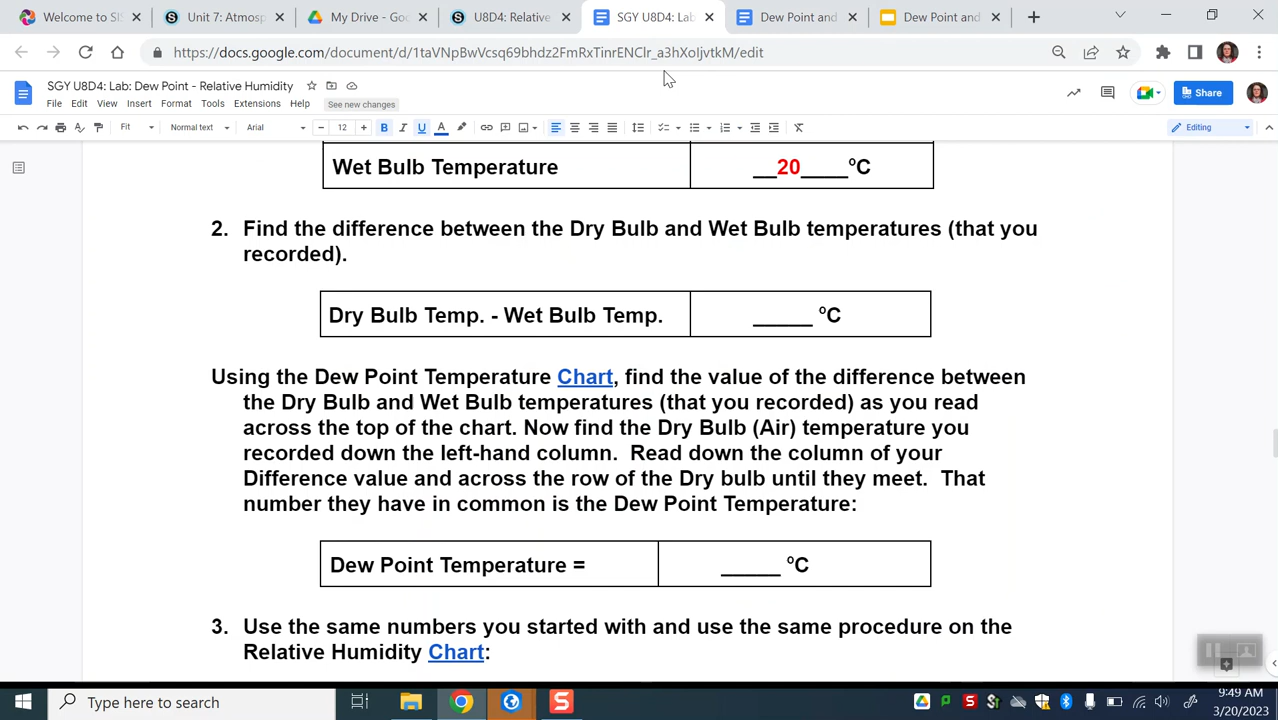 Welcome to SIS
Unit 7: Atmosp
My Drive - Goo
U8D4: Relative
SGY U8D4: Lab
Dew Point and
Dew Point and
https://docs.google.com/document/d/1taVNpBwVcsq69bhdz2FmRxTinrENClr_a3hXoIjvtkM/edit
SGY U8D4: Lab: Dew Point - Relative Humidity
File Edit View Insert Format Tools Extensions Help See new changes
Share
Fit Normal text Arial 12 Editing
Wet Bulb Temperature __20____°C
2. Find the difference between the Dry Bulb and Wet Bulb temperatures (that you
recorded).
Dry Bulb Temp. - Wet Bulb Temp. _____ °C
Using the Dew Point Temperature Chart, find the value of the difference between
the Dry Bulb and Wet Bulb temperatures (that you recorded) as you read
across the top of the chart. Now find the Dry Bulb (Air) temperature you
recorded down the left-hand column. Read down the column of your
Difference value and across the row of the Dry bulb until they meet. That
number they have in common is the Dew Point Temperature:
Dew Point Temperature = _____ °C
3. Use the same numbers you started with and use the same procedure on the
Relative Humidity Chart:
Type here to search
9:49 AM
3/20/2023